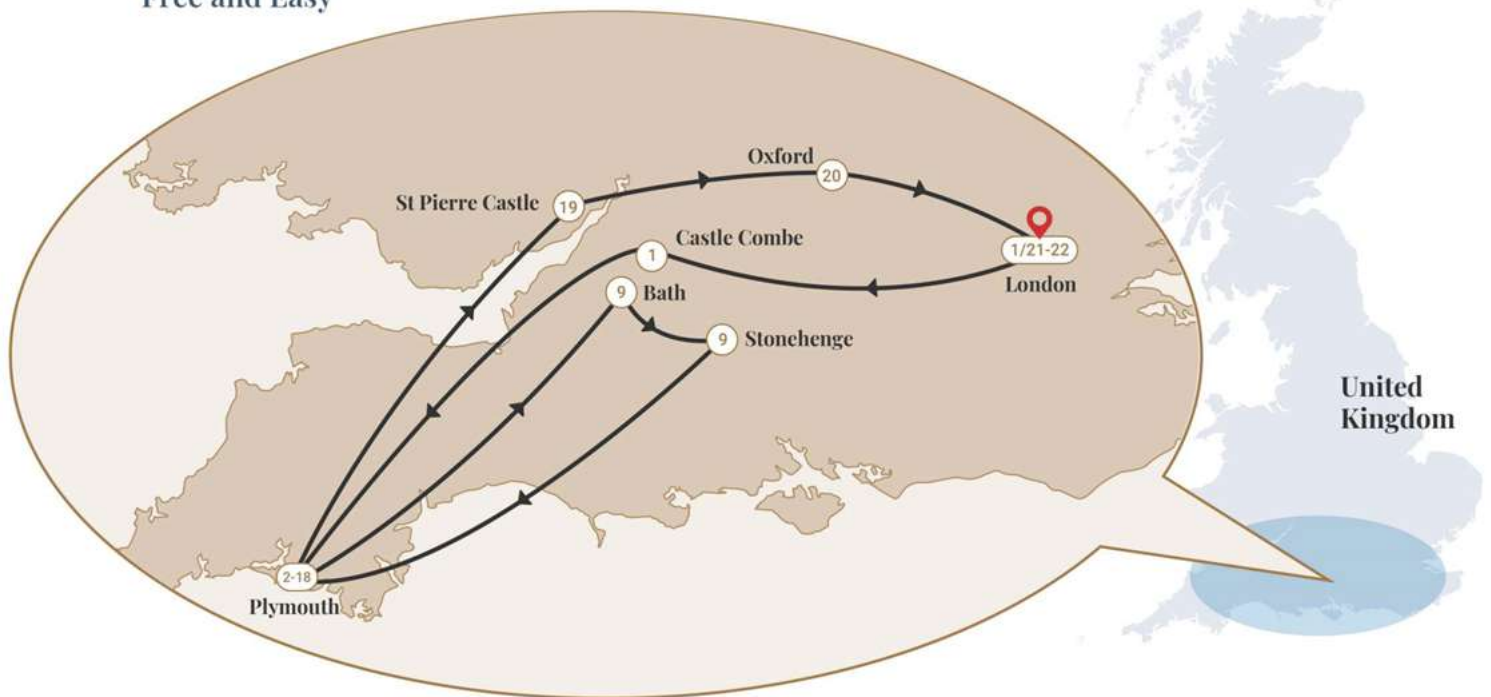 Free and Easy
Oxford
20
St Pierre Castle
19
Castle Combe
1
1/21-22
London
9
Bath
9
Stonehenge
United
Kingdom
2-18
Plymouth